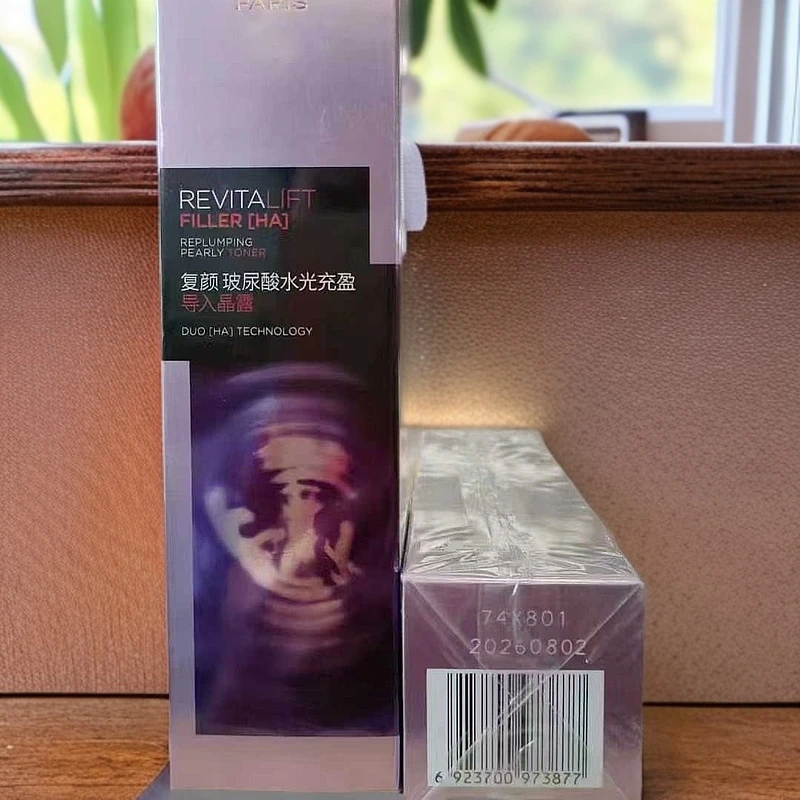 PARIS
REVITALIFT
FILLER [HA]
REPLUMPING
PEARLY TONER
复颜 玻尿酸水光充盈
导入晶露
DUO [HA] TECHNOLOGY
74X801
20260802
6 923700 973877